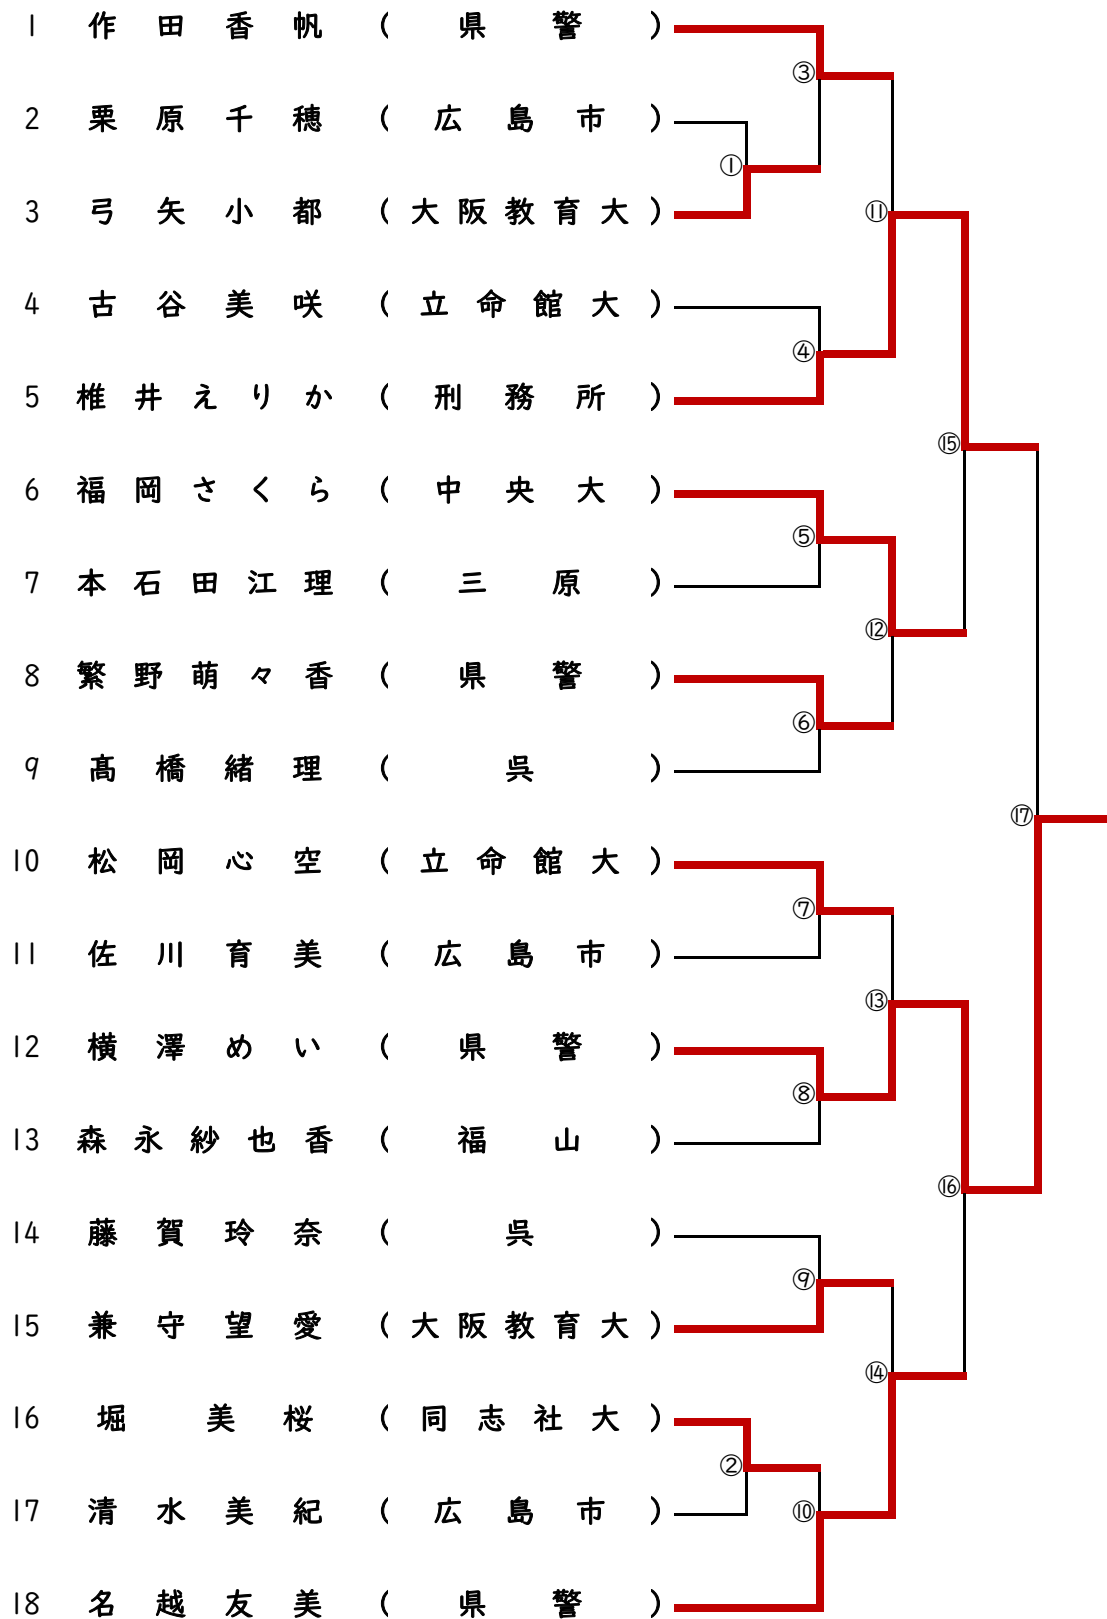 1 作田香帆 (県警)
③
2 栗原千穂 (広島市)
①
3 弓矢小都 (大阪教育大)
⑪
4 古谷美咲 (立命館大)
④
5 椎井えりか (刑務所)
⑮
6 福岡さくら (中央大)
⑤
7 本石田江理 (三原)
⑫
8 繁野萌々香 (県警)
⑥
9 髙橋緒理 (呉)
⑰
10 松岡心空 (立命館大)
⑦
11 佐川育美 (広島市)
⑬
12 横澤めい (県警)
⑧
13 森永紗也香 (福山)
⑯
14 藤賀玲奈 (呉)
⑨
15 兼守望愛 (大阪教育大)
⑭
16 堀美桜 (同志社大)
②
17 清水美紀 (広島市)
⑩
18 名越友美 (県警)